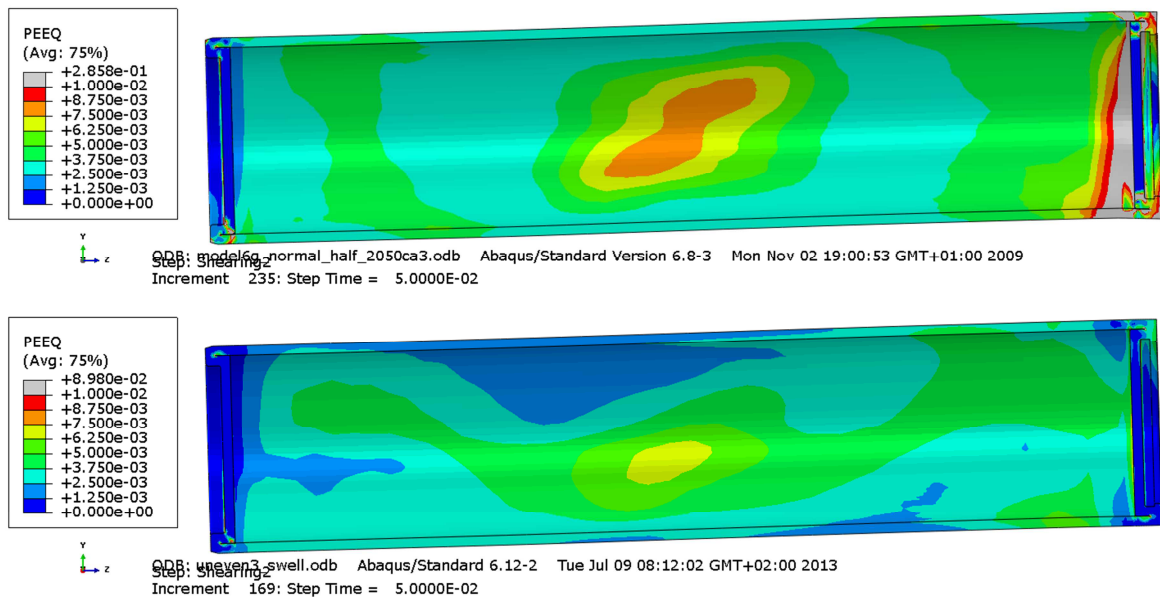 PEEQ
(Avg: 75%)
+2.858e-01
+1.000e-02
+8.750e-03
+7.500e-03
+6.250e-03
+5.000e-03
+3.750e-03
+2.500e-03
+1.250e-03
+0.000e+00
Y
Z
ODB: model6g_normal_half_2050ca3.odb Abaqus/Standard Version 6.8-3 Mon Nov 02 19:00:53 GMT+01:00 2009
Step: Shearing2
Increment 235: Step Time = 5.0000E-02
PEEQ
(Avg: 75%)
+8.980e-02
+1.000e-02
+8.750e-03
+7.500e-03
+6.250e-03
+5.000e-03
+3.750e-03
+2.500e-03
+1.250e-03
+0.000e+00
Y
Z
ODB: uneven3_swell.odb Abaqus/Standard 6.12-2 Tue Jul 09 08:12:02 GMT+02:00 2013
Step: Shearing2
Increment 169: Step Time = 5.0000E-02